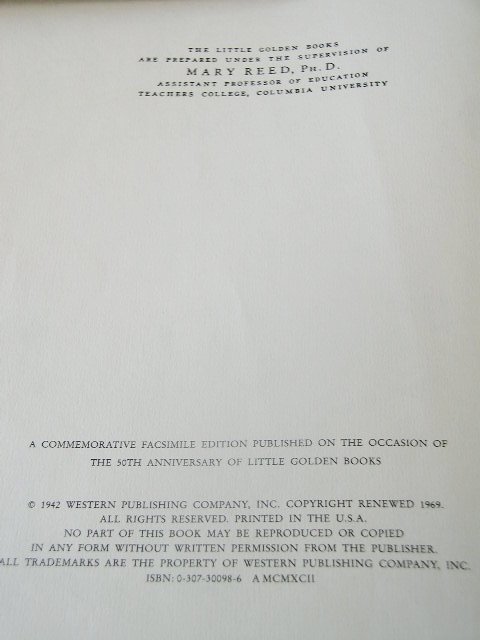 THE LITTLE GOLDEN BOOKS
ARE PREPARED UNDER THE SUPERVISION OF
MARY REED, PH.D.
ASSISTANT PROFESSOR OF EDUCATION
TEACHERS COLLEGE, COLUMBIA UNIVERSITY
A COMMEMORATIVE FACSIMILE EDITION PUBLISHED ON THE OCCASION OF
THE 50TH ANNIVERSARY OF LITTLE GOLDEN BOOKS
© 1942 WESTERN PUBLISHING COMPANY, INC. COPYRIGHT RENEWED 1969.
ALL RIGHTS RESERVED. PRINTED IN THE U.S.A.
NO PART OF THIS BOOK MAY BE REPRODUCED OR COPIED
IN ANY FORM WITHOUT WRITTEN PERMISSION FROM THE PUBLISHER.
ALL TRADEMARKS ARE THE PROPERTY OF WESTERN PUBLISHING COMPANY, INC.
ISBN: 0-307-30098-6 A MCMXCII